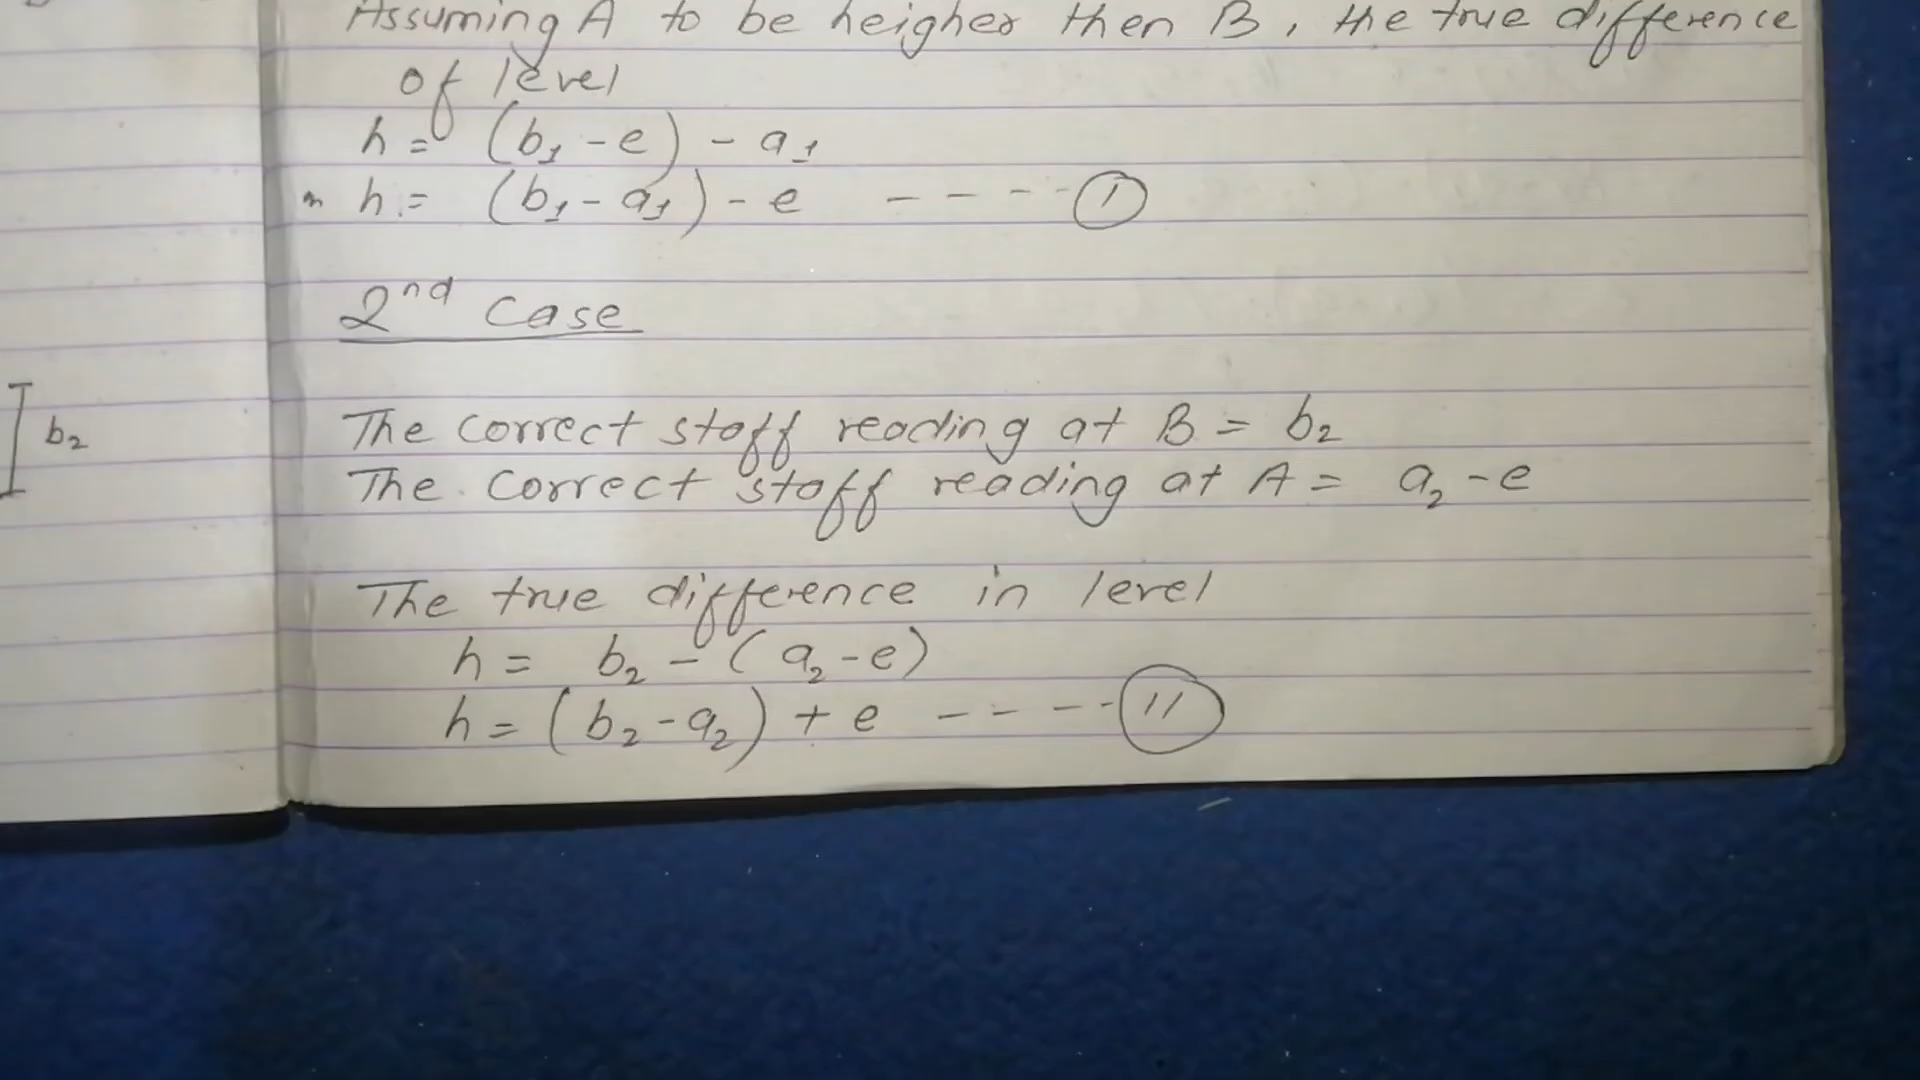 Assuming A to be heigher then B, the true difference
of level
h = (b₁ - e) - a₁
h = (b₁ - a₁) - e ---- ①
2nd Case
b₂
The correct staff reading at B = b₂
The correct staff reading at A = a₂ - e
The true difference in level
h = b₂ - (a₂ - e)
h = (b₂ - a₂) + e ---- ⑪